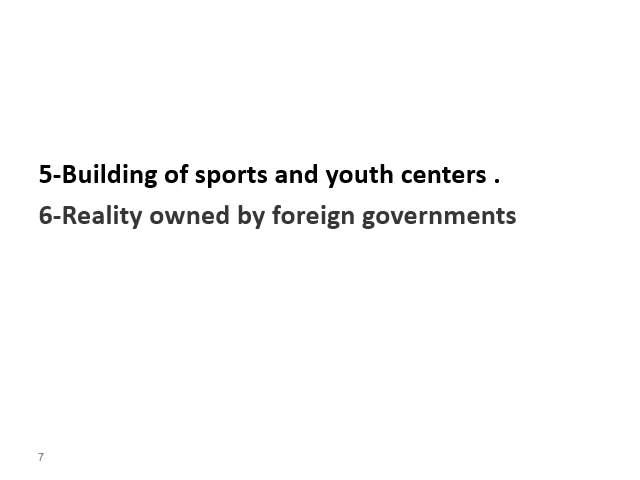 5-Building of sports and youth centers .
6-Reality owned by foreign governments
7